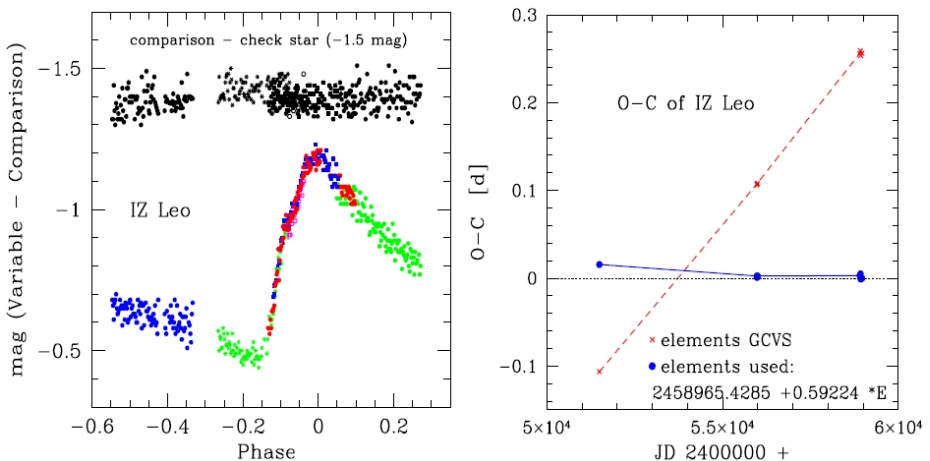 comparison − check star (−1.5 mag)
mag (Variable − Comparison)
−1.5
−1
−0.5
IZ Leo
−0.6 −0.4 −0.2 0 0.2
Phase
O−C [d]
0.3
0.2
0.1
0
−0.1
O−C of IZ Leo
× elements GCVS
● elements used:
2458965.4285 +0.59224 *E
5×10⁴ 5.5×10⁴ 6×10⁴
JD 2400000 +